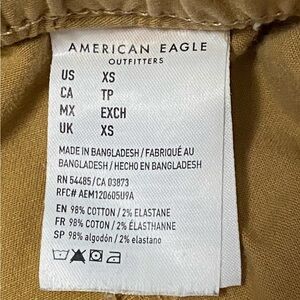 AMERICAN EAGLE
OUTFITTERS
US XS
CA TP
MX EXCH
UK XS
MADE IN BANGLADESH / FABRIQUÉ AU
BANGLADESH / HECHO EN BANGLADESH
RN 54485/CA 03873
RFC# AEM120605U9A
EN 98% COTTON / 2% ELASTANE
FR 98% COTON / 2% ÉLASTHANNE
SP 98% algodón / 2% elastano